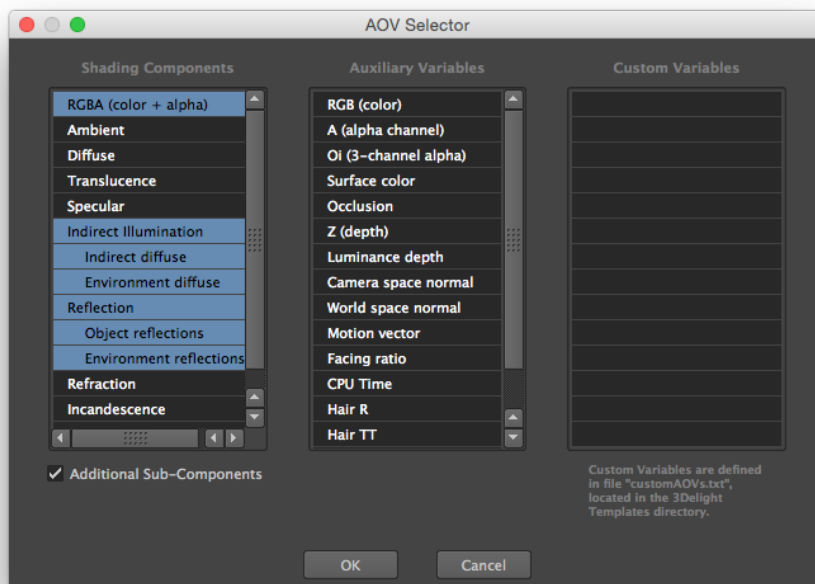 AOV Selector
Shading Components
RGBA (color + alpha)
Ambient
Diffuse
Translucence
Specular
Indirect Illumination
Indirect diffuse
Environment diffuse
Reflection
Object reflections
Environment reflections
Refraction
Incandescence
Additional Sub-Components
Auxiliary Variables
RGB (color)
A (alpha channel)
Oi (3-channel alpha)
Surface color
Occlusion
Z (depth)
Luminance depth
Camera space normal
World space normal
Motion vector
Facing ratio
CPU Time
Hair R
Hair TT
Custom Variables
Custom Variables are defined
in file "customAOVs.txt",
located in the 3Delight
Templates directory.
OK
Cancel